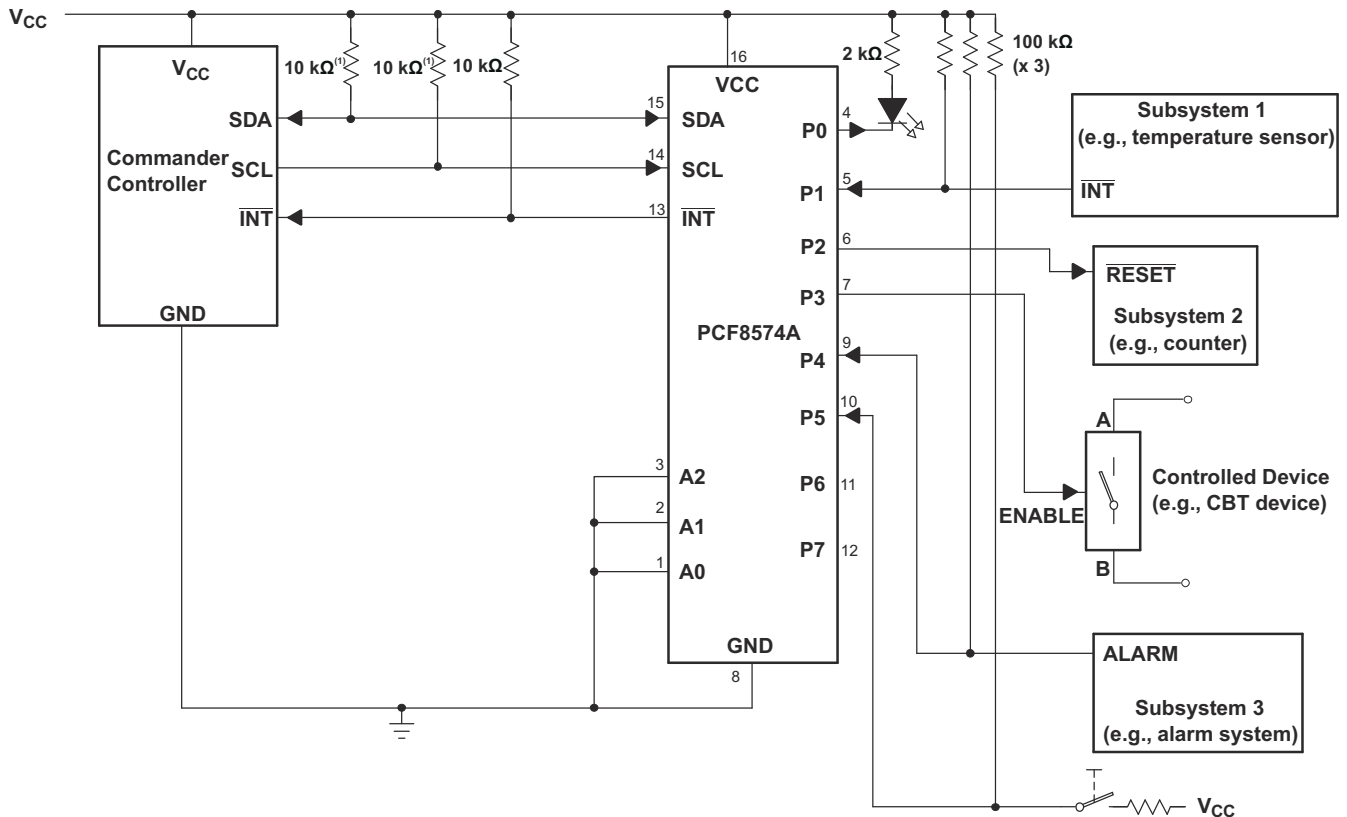 V_CC
V_CC
10 kΩ(1)
10 kΩ(1)
10 kΩ
16
VCC
2 kΩ
100 kΩ
(x 3)
SDA
Commander
Controller
SCL
INT
GND
15
SDA
14
SCL
13
INT
PCF8574A
3
A2
2
A1
1
A0
GND
8
P0
4
P1
5
P2
6
P3
7
P4
9
P5
10
P6
11
P7
12
Subsystem 1
(e.g., temperature sensor)
INT
RESET
Subsystem 2
(e.g., counter)
A
ENABLE
B
Controlled Device
(e.g., CBT device)
ALARM
Subsystem 3
(e.g., alarm system)
V_CC